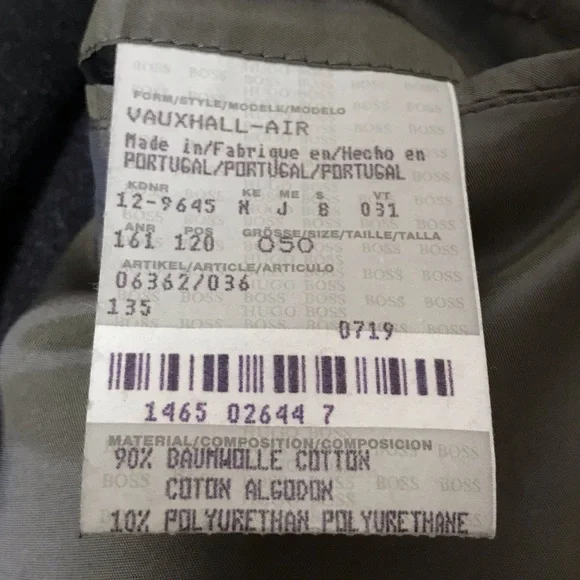 FORM/STYLE/MODELE/MODELO
VAUXHALL-AIR
Made in/Fabrique en/Hecho en
PORTUGAL/PORTUGAL/PORTUGAL
KDNR KE ME S VT
12-9645 N J 8 031
ANR POS GRÖSSE/SIZE/TAILLE/TALLA
161 120 050
ARTIKEL/ARTICLE/ARTICULO
06362/036
135
0719
1465 02644 7
MATERIAL/COMPOSITION/COMPOSICION
90% BAUMWOLLE COTTON
COTON ALGODON
10% POLYURETHAN POLYURETHANE